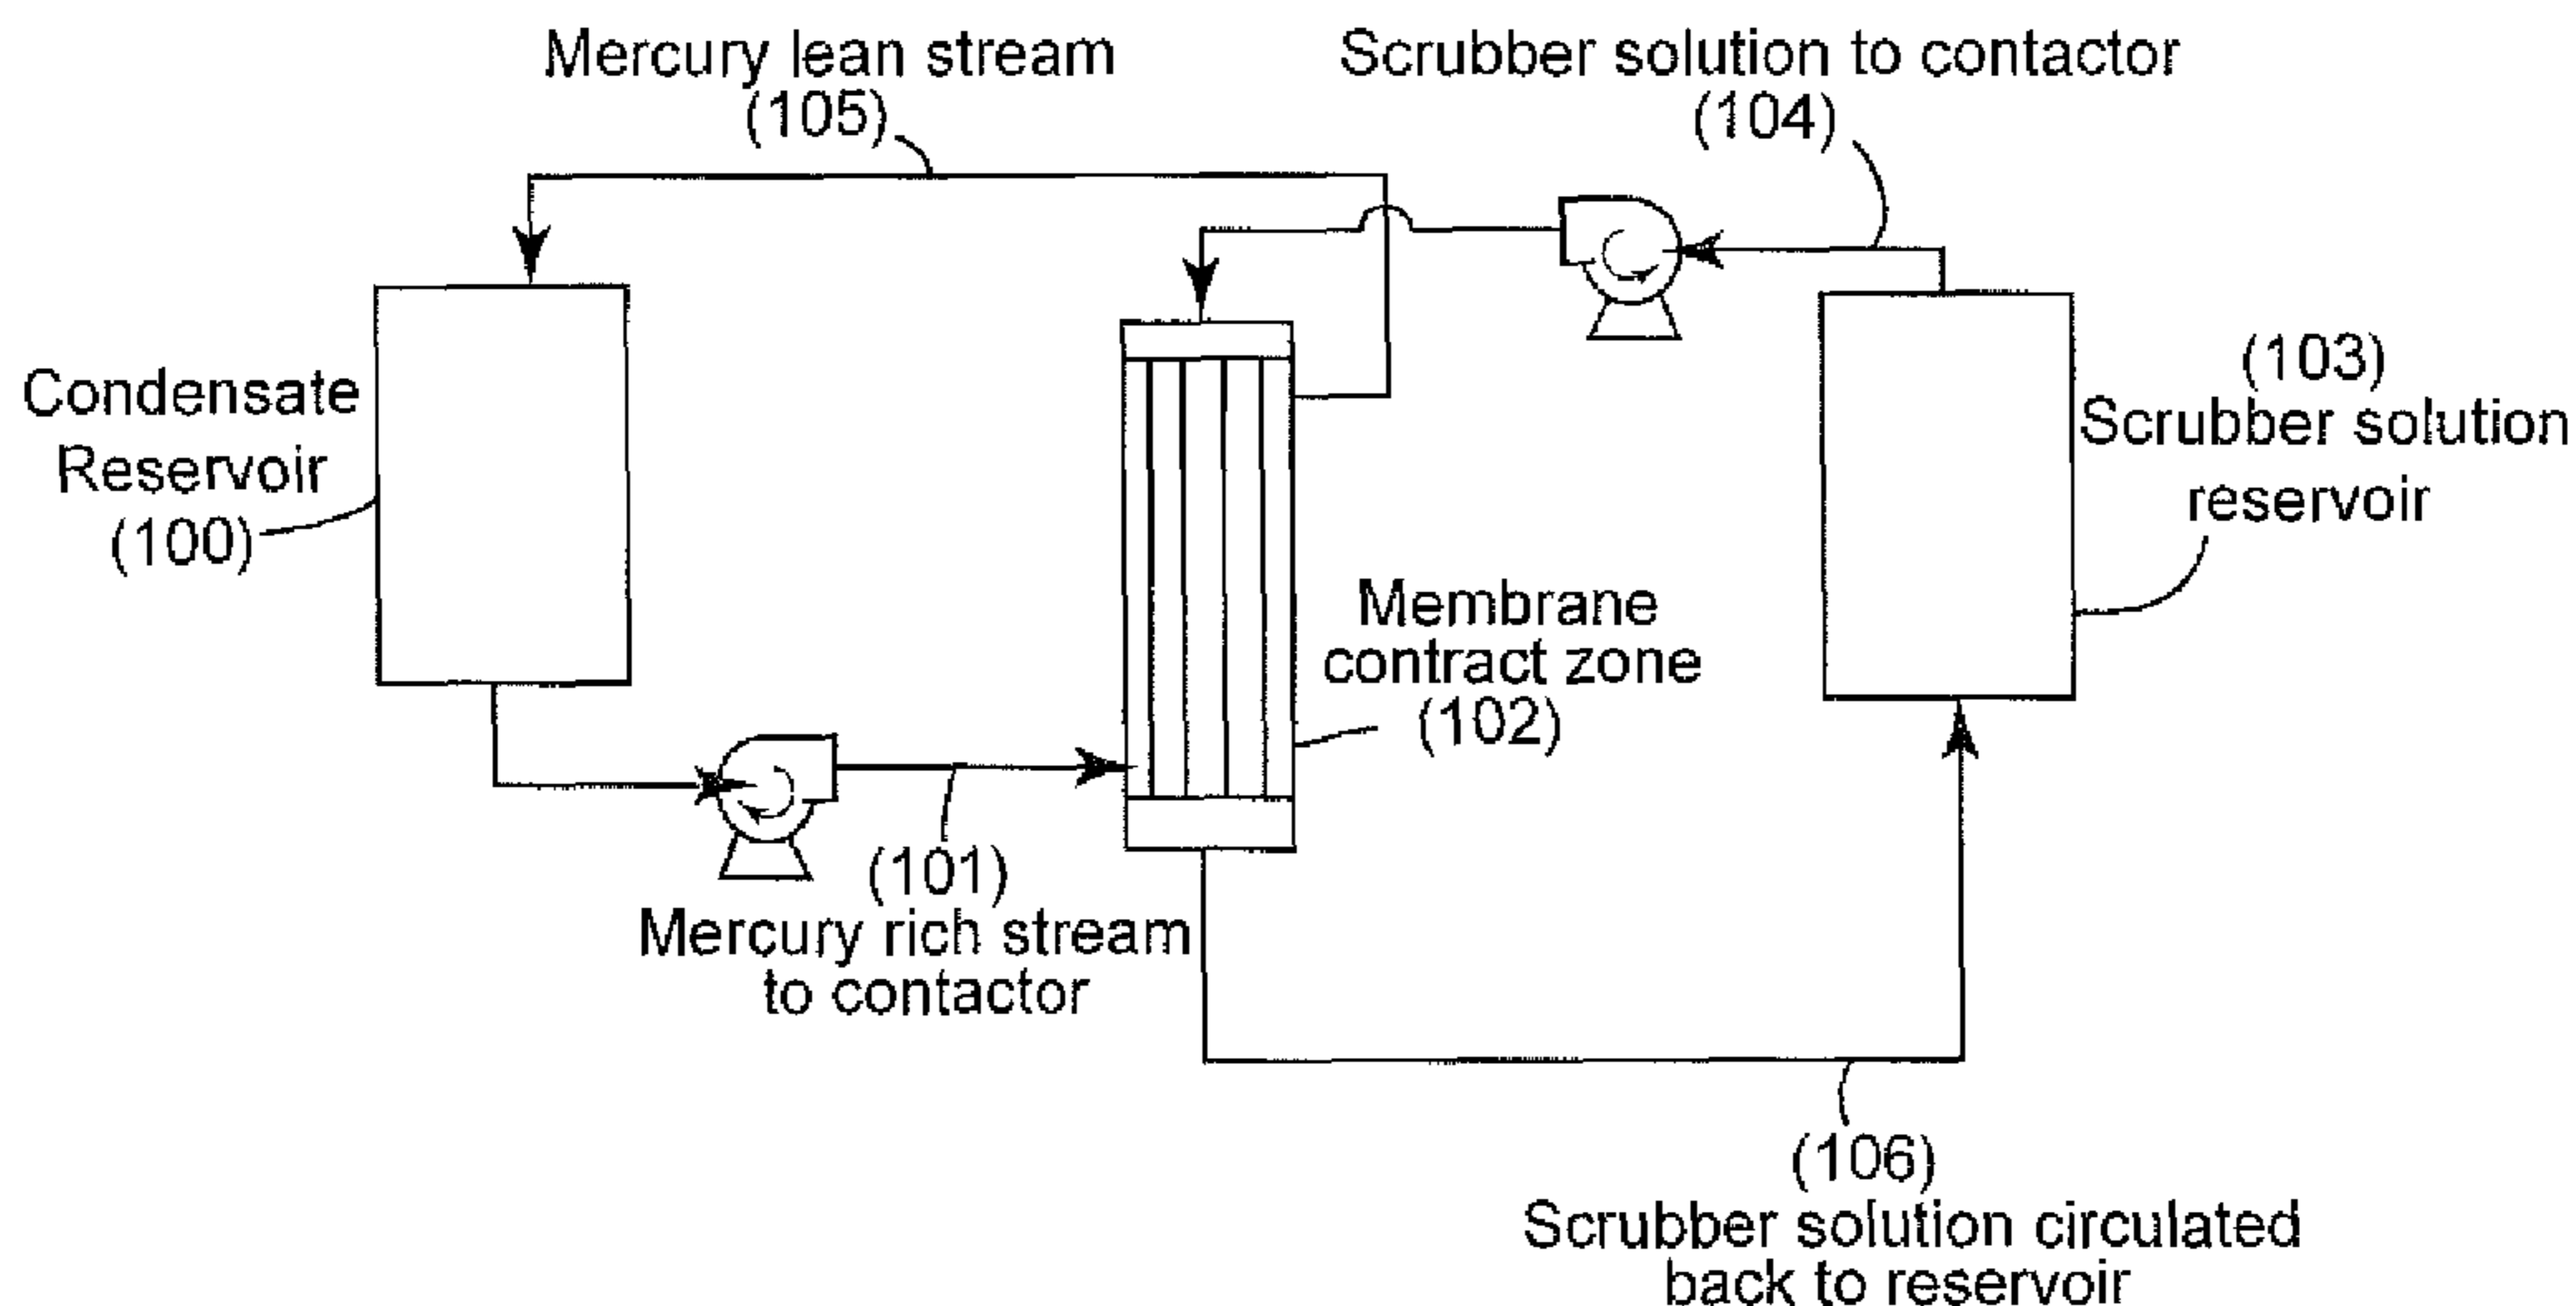 Mercury lean stream
(105)
Scrubber solution to contactor
(104)
Condensate
Reservoir
(100)
(103)
Scrubber solution
reservoir
Membrane
contract zone
(102)
(101)
Mercury rich stream
to contactor
(106)
Scrubber solution circulated
back to reservoir